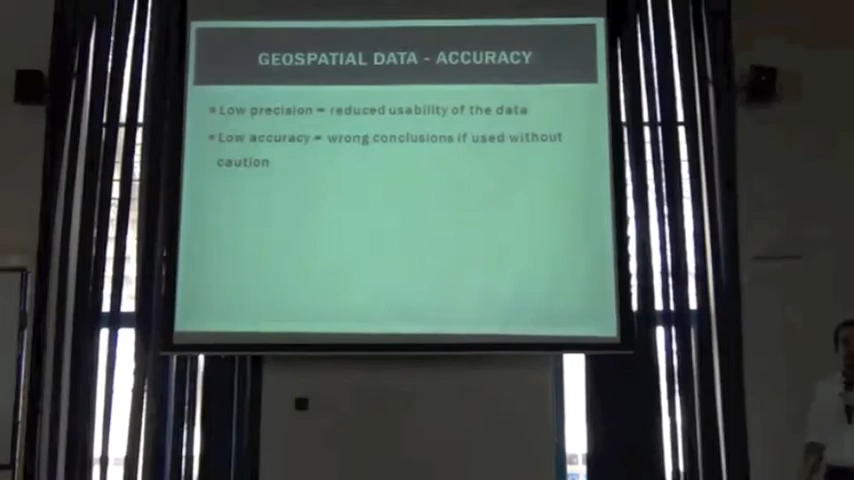 GEOSPATIAL DATA - ACCURACY
▪ Low precision = reduced usability of the data
▪ Low accuracy = wrong conclusions if used without
caution